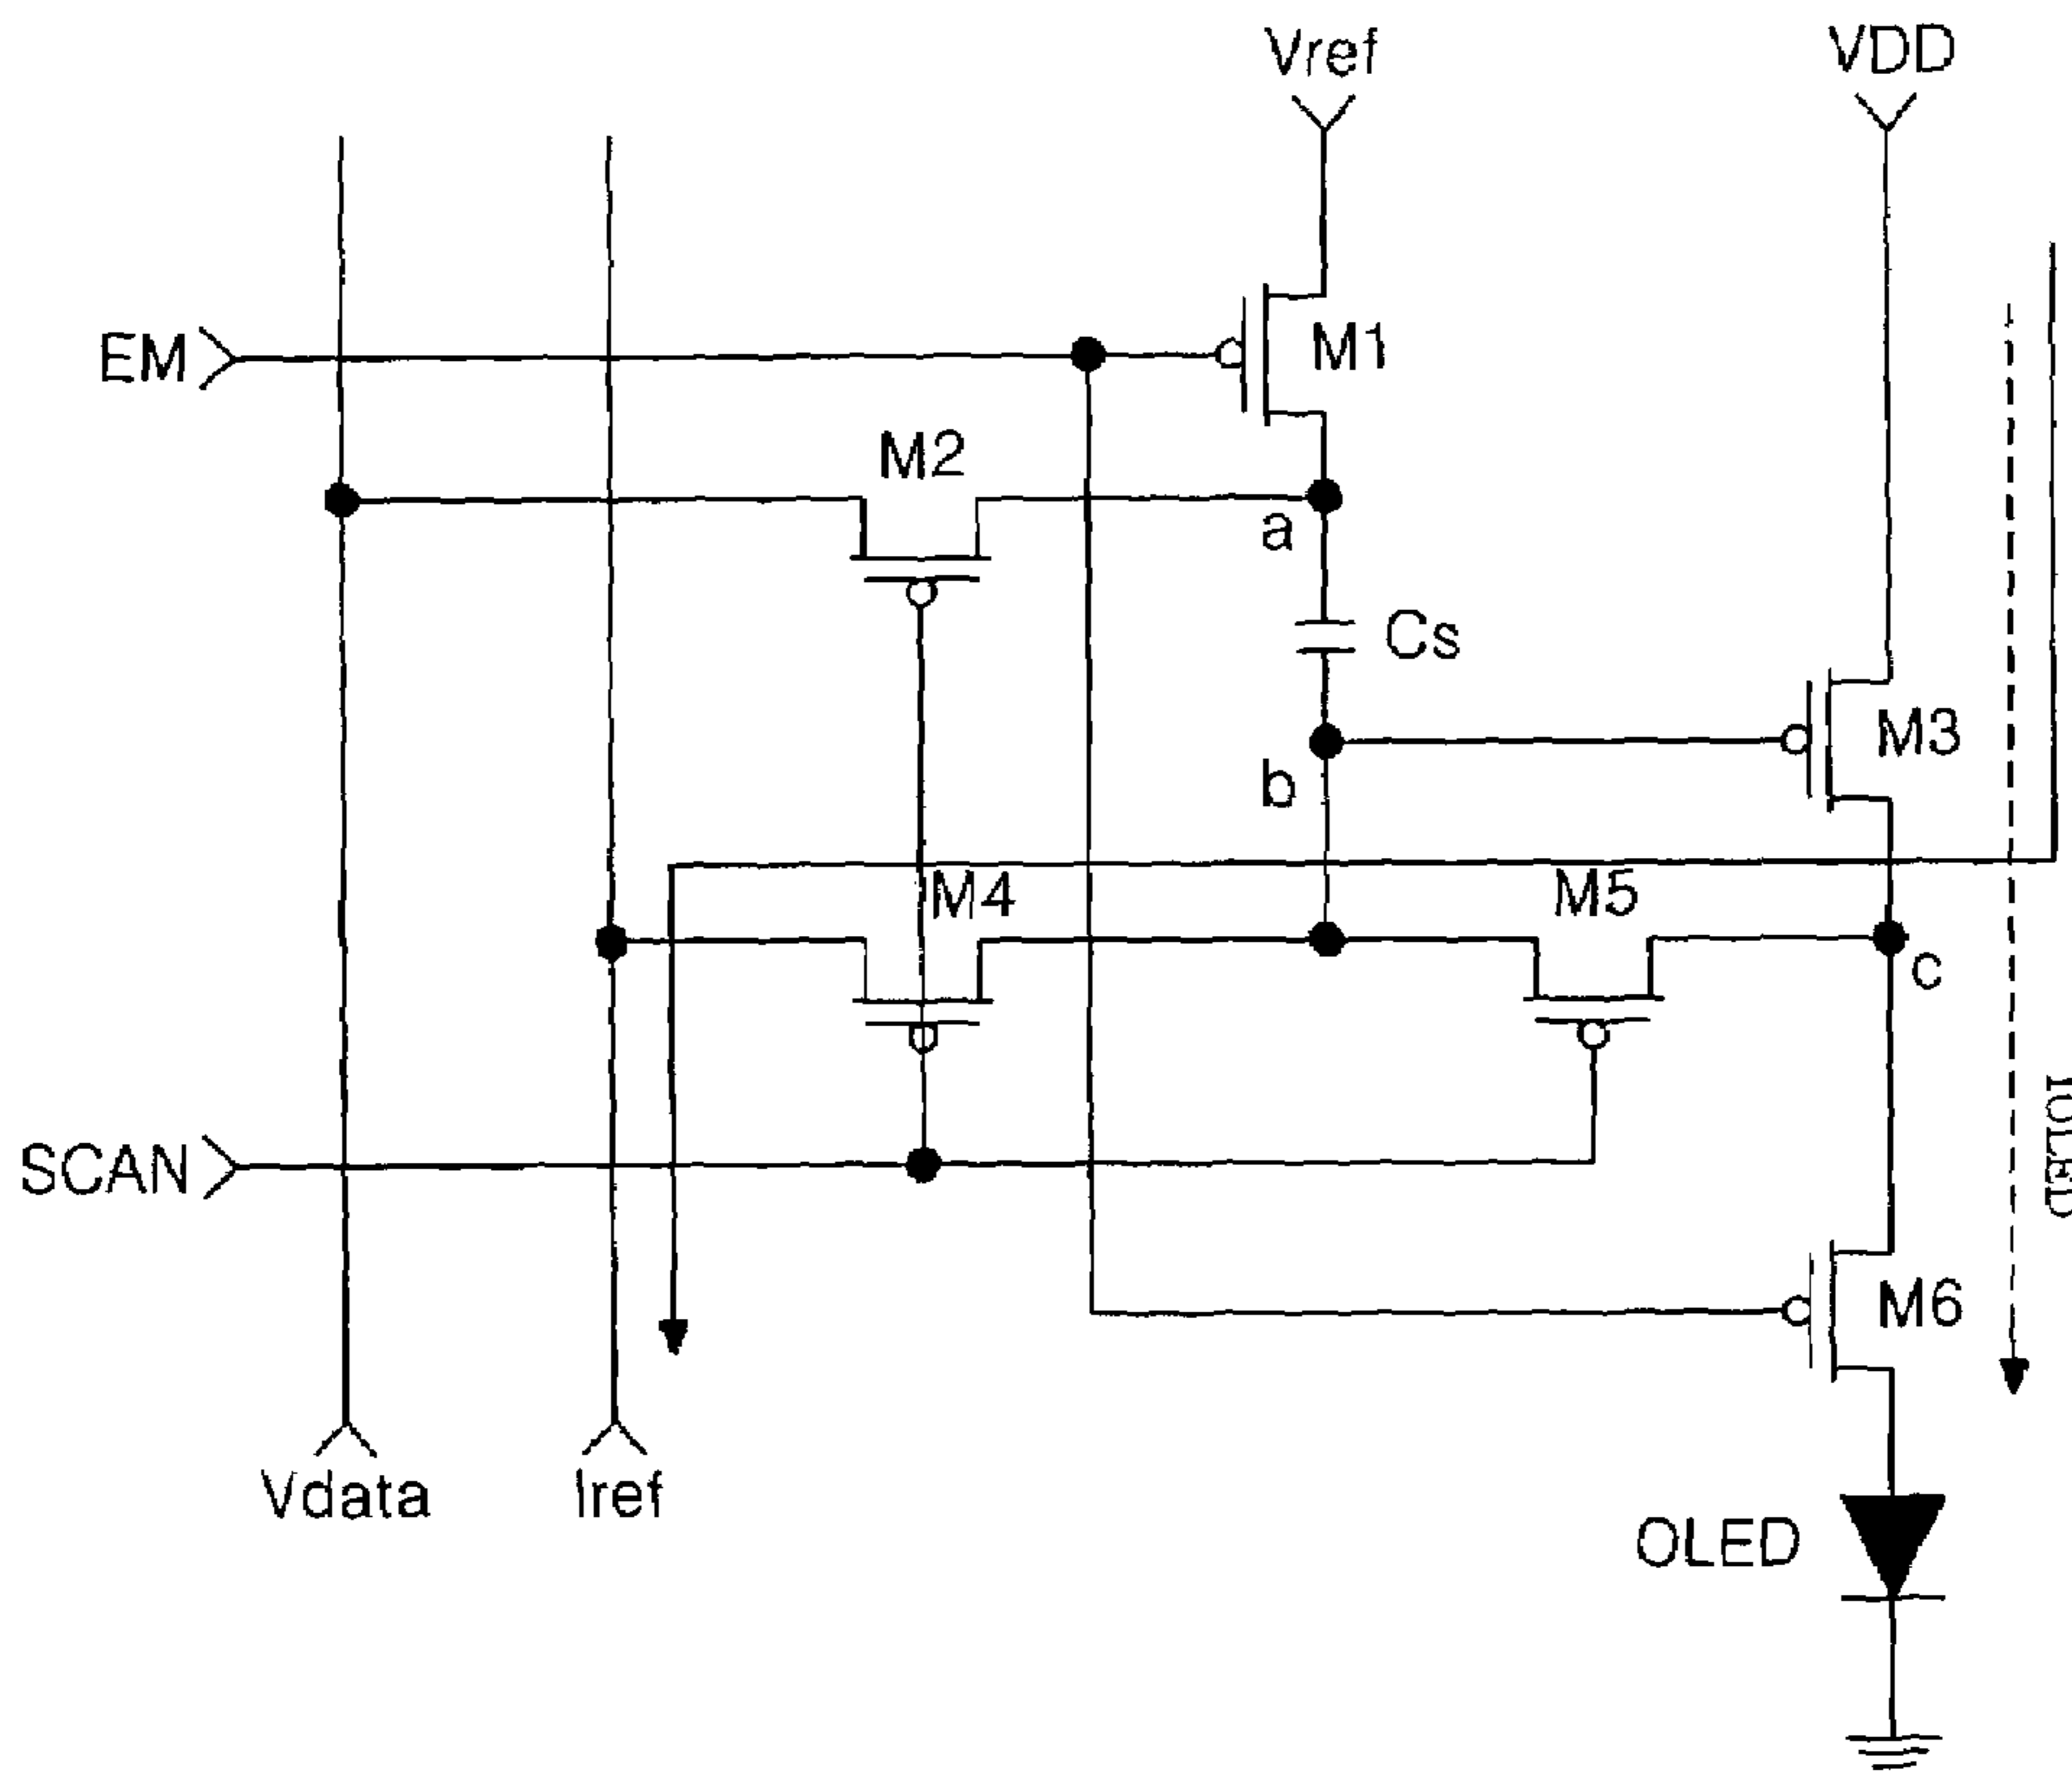 Vref
VDD
EM
M1
M2
a
Cs
M3
b
M4
M5
c
IOLED
SCAN
M6
Vdata
Iref
OLED